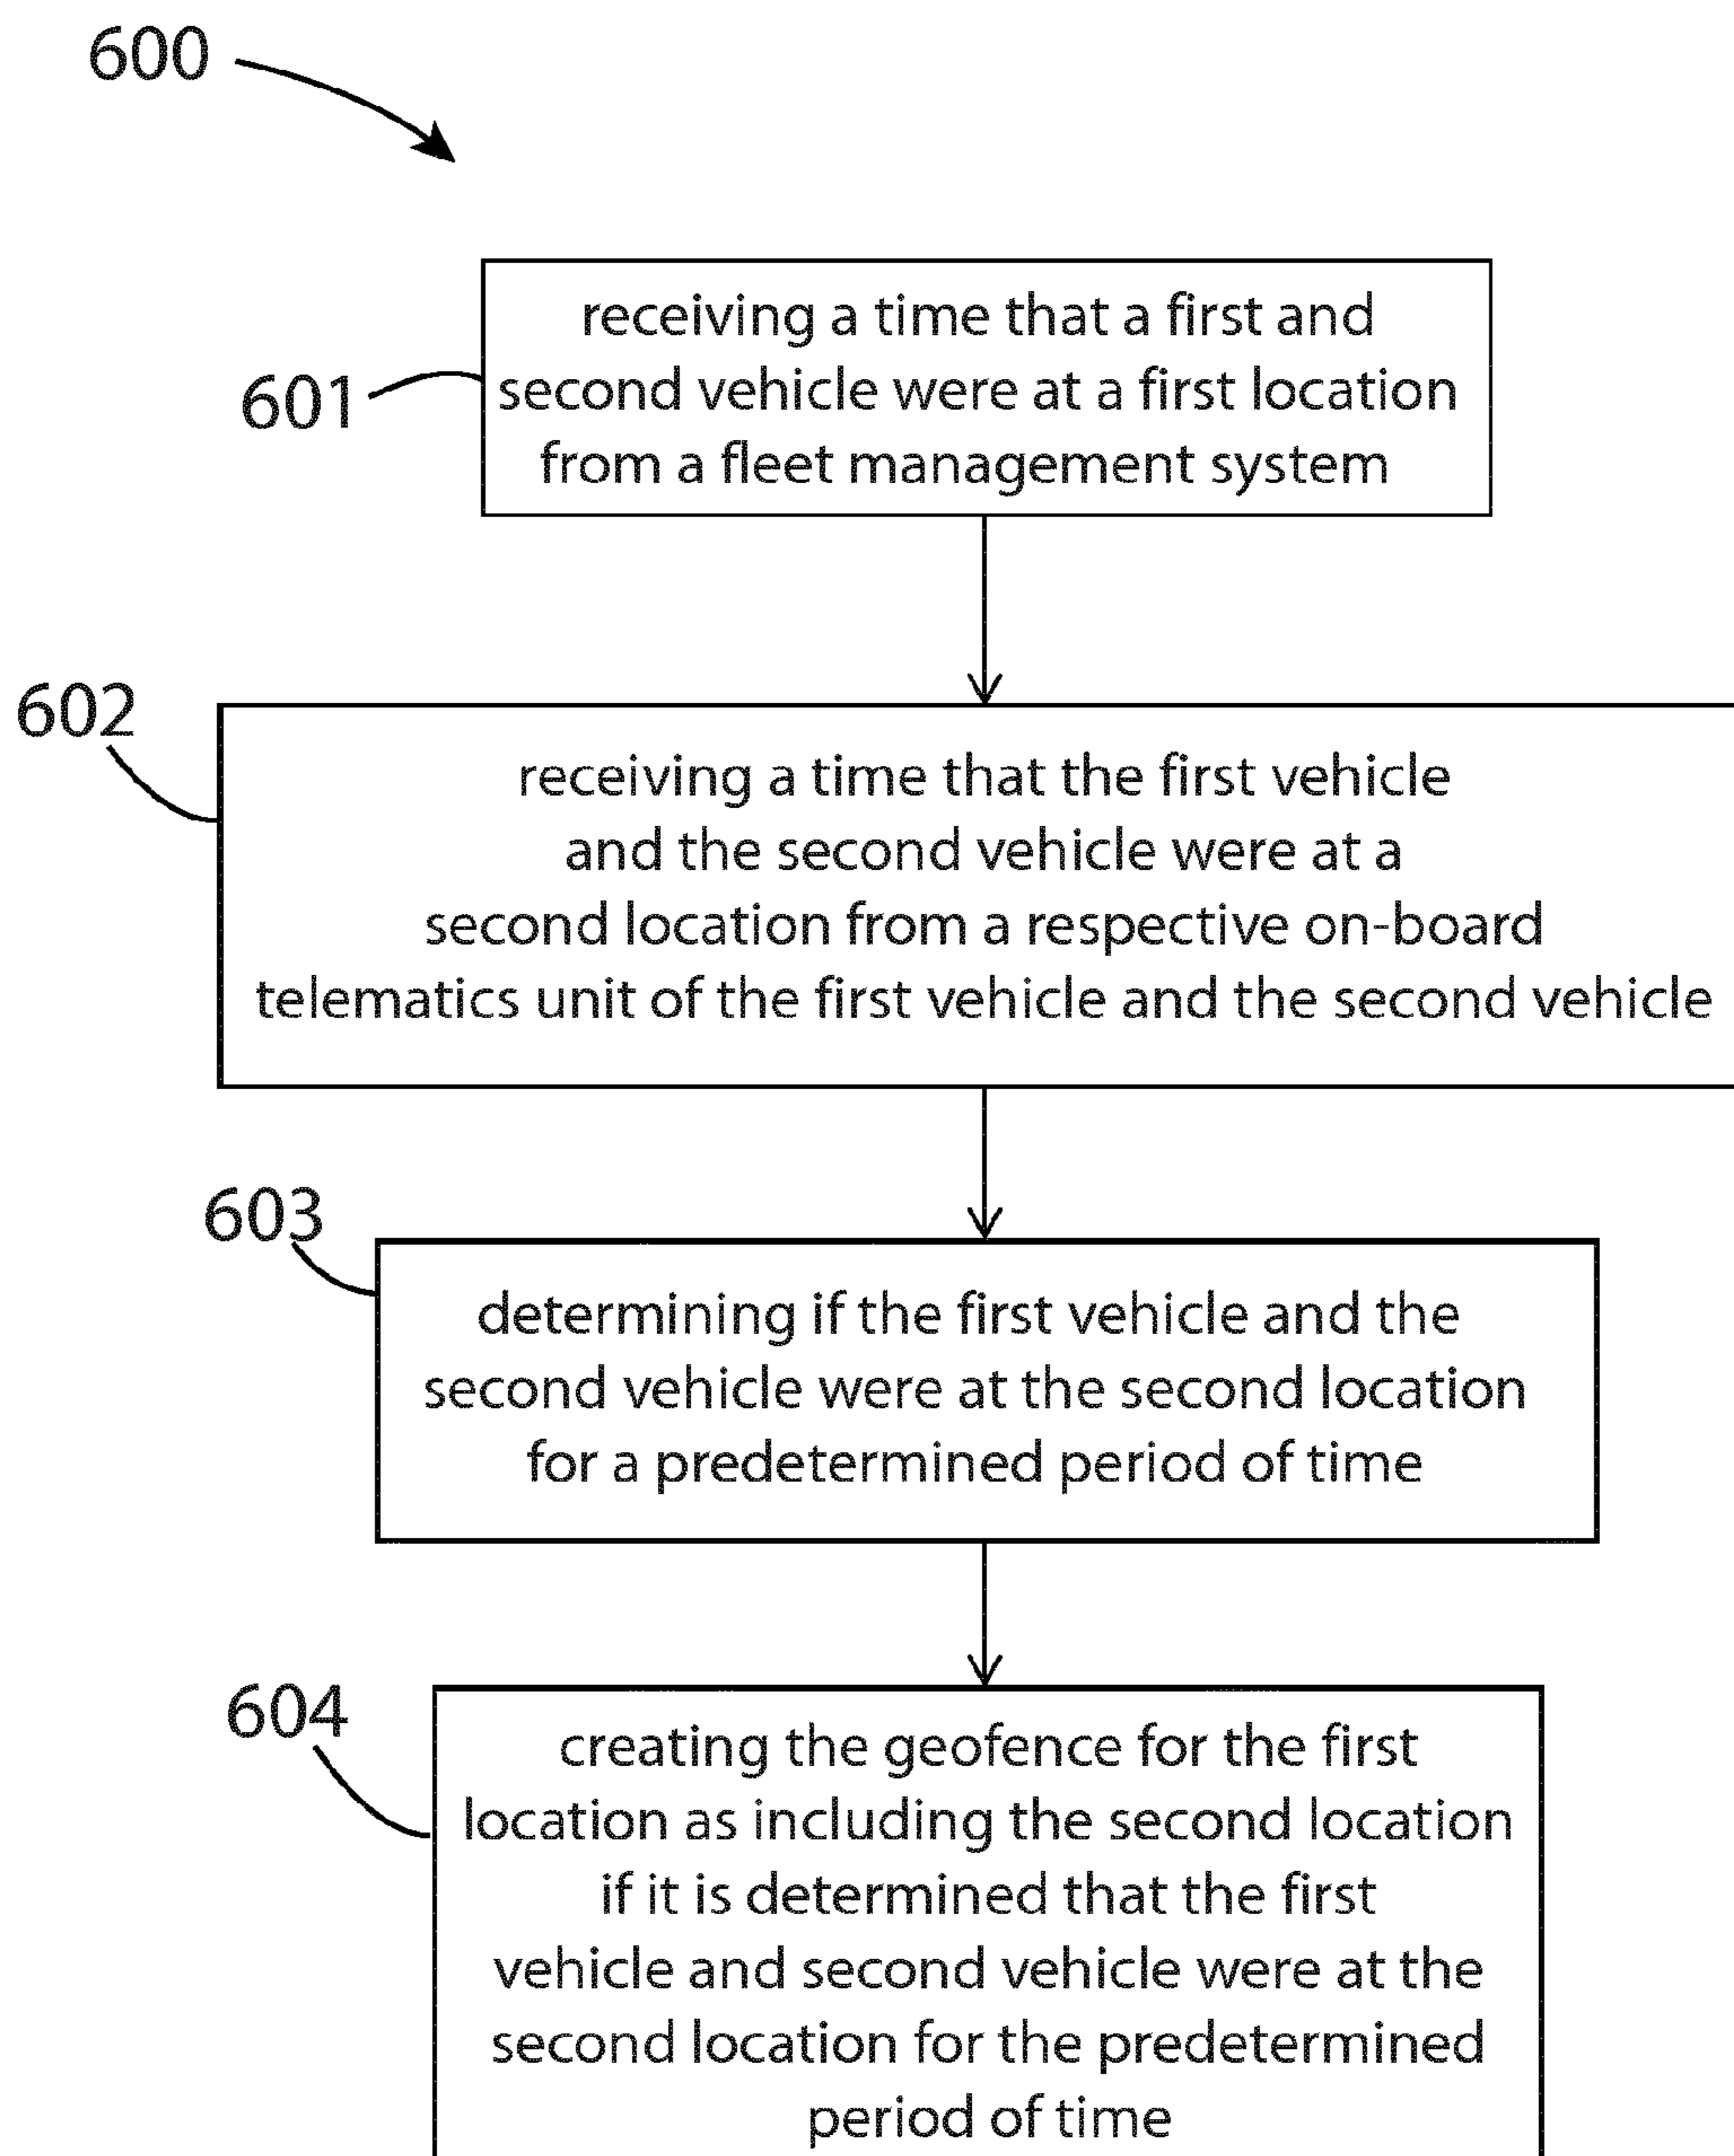 600
601
receiving a time that a first and
second vehicle were at a first location
from a fleet management system
602
receiving a time that the first vehicle
and the second vehicle were at a
second location from a respective on-board
telematics unit of the first vehicle and the second vehicle
603
determining if the first vehicle and the
second vehicle were at the second location
for a predetermined period of time
604
creating the geofence for the first
location as including the second location
if it is determined that the first
vehicle and second vehicle were at the
second location for the predetermined
period of time